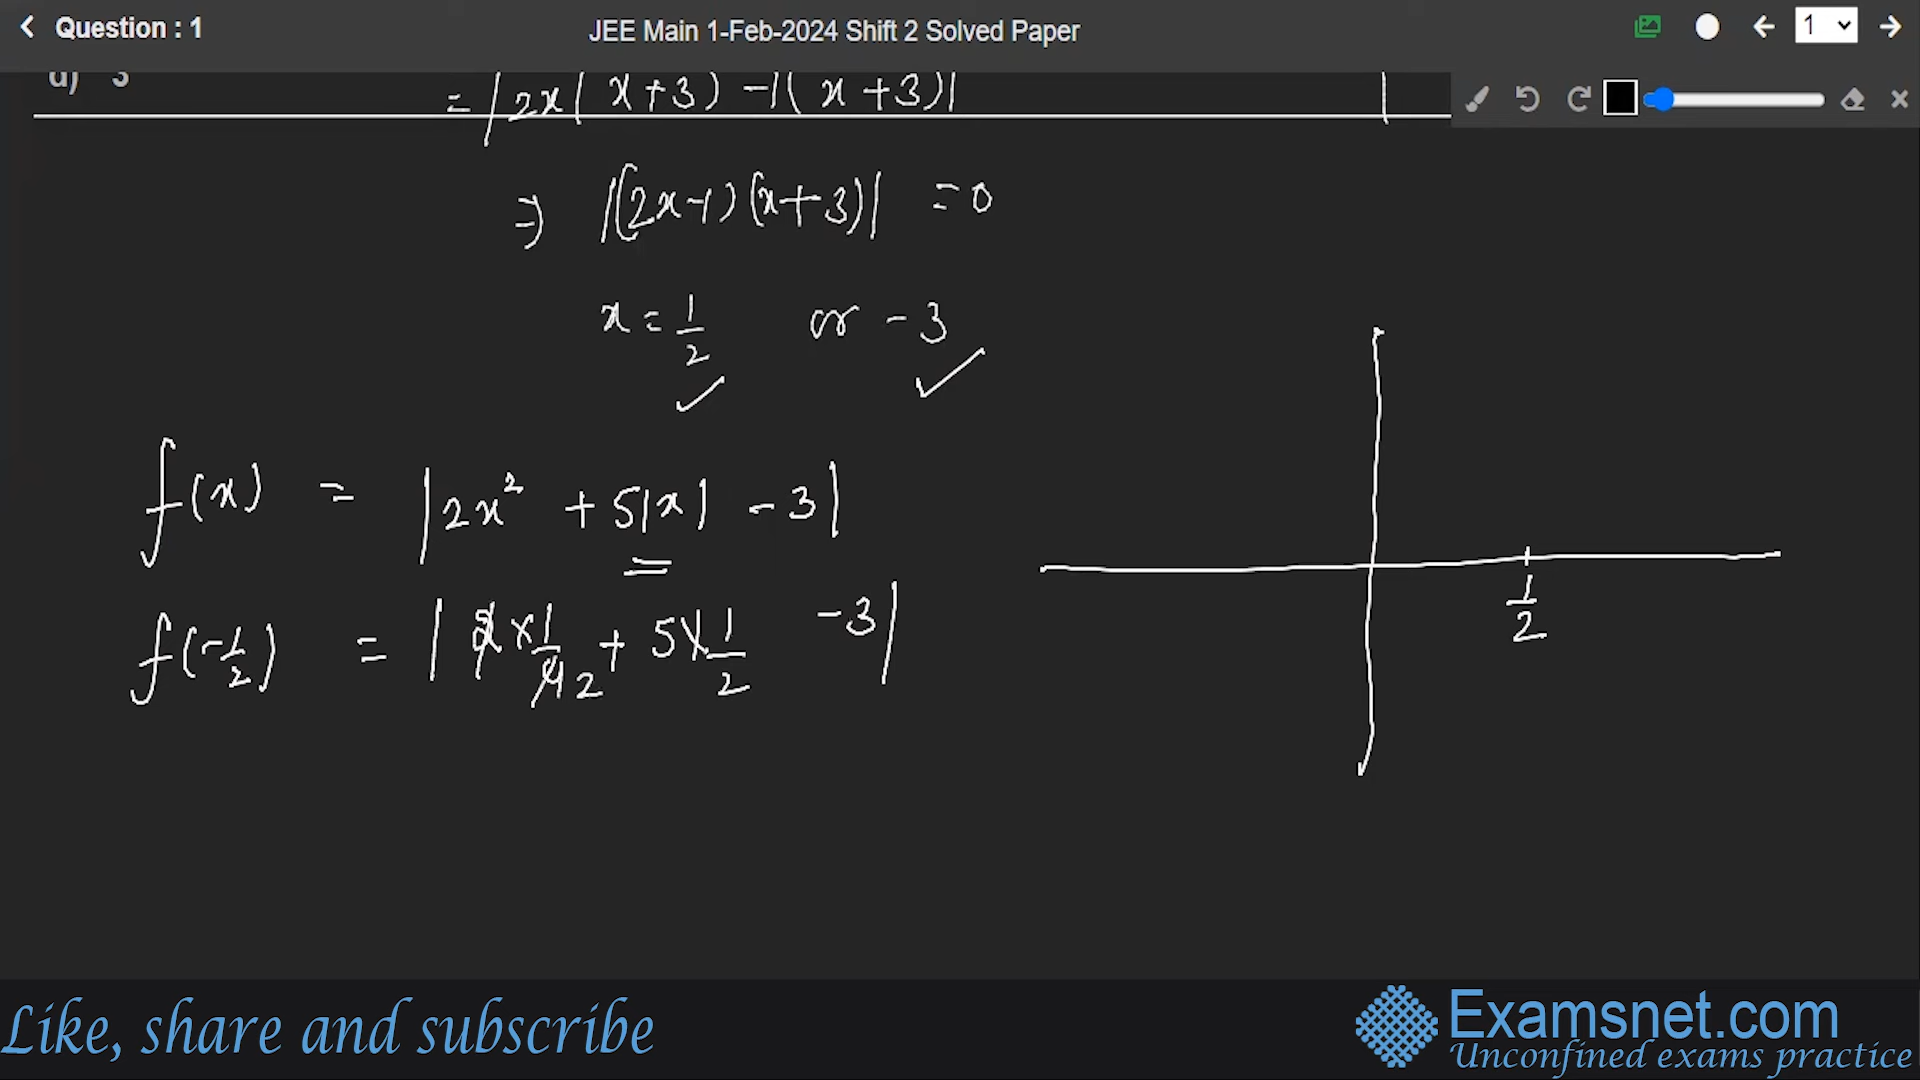 Question : 1
JEE Main 1-Feb-2024 Shift 2 Solved Paper
1
d) 3
= |2x( x+3) -1( x+3)|
⇒ |(2x-1)(x+3)| = 0
x = 1/2 or -3
f(x) = |2x² + 5|x| - 3|
f(-1/2) = | 2×1/4 2 + 5×1/2 -3|
1/2
Like, share and subscribe
Examsnet.com
Unconfined exams practice